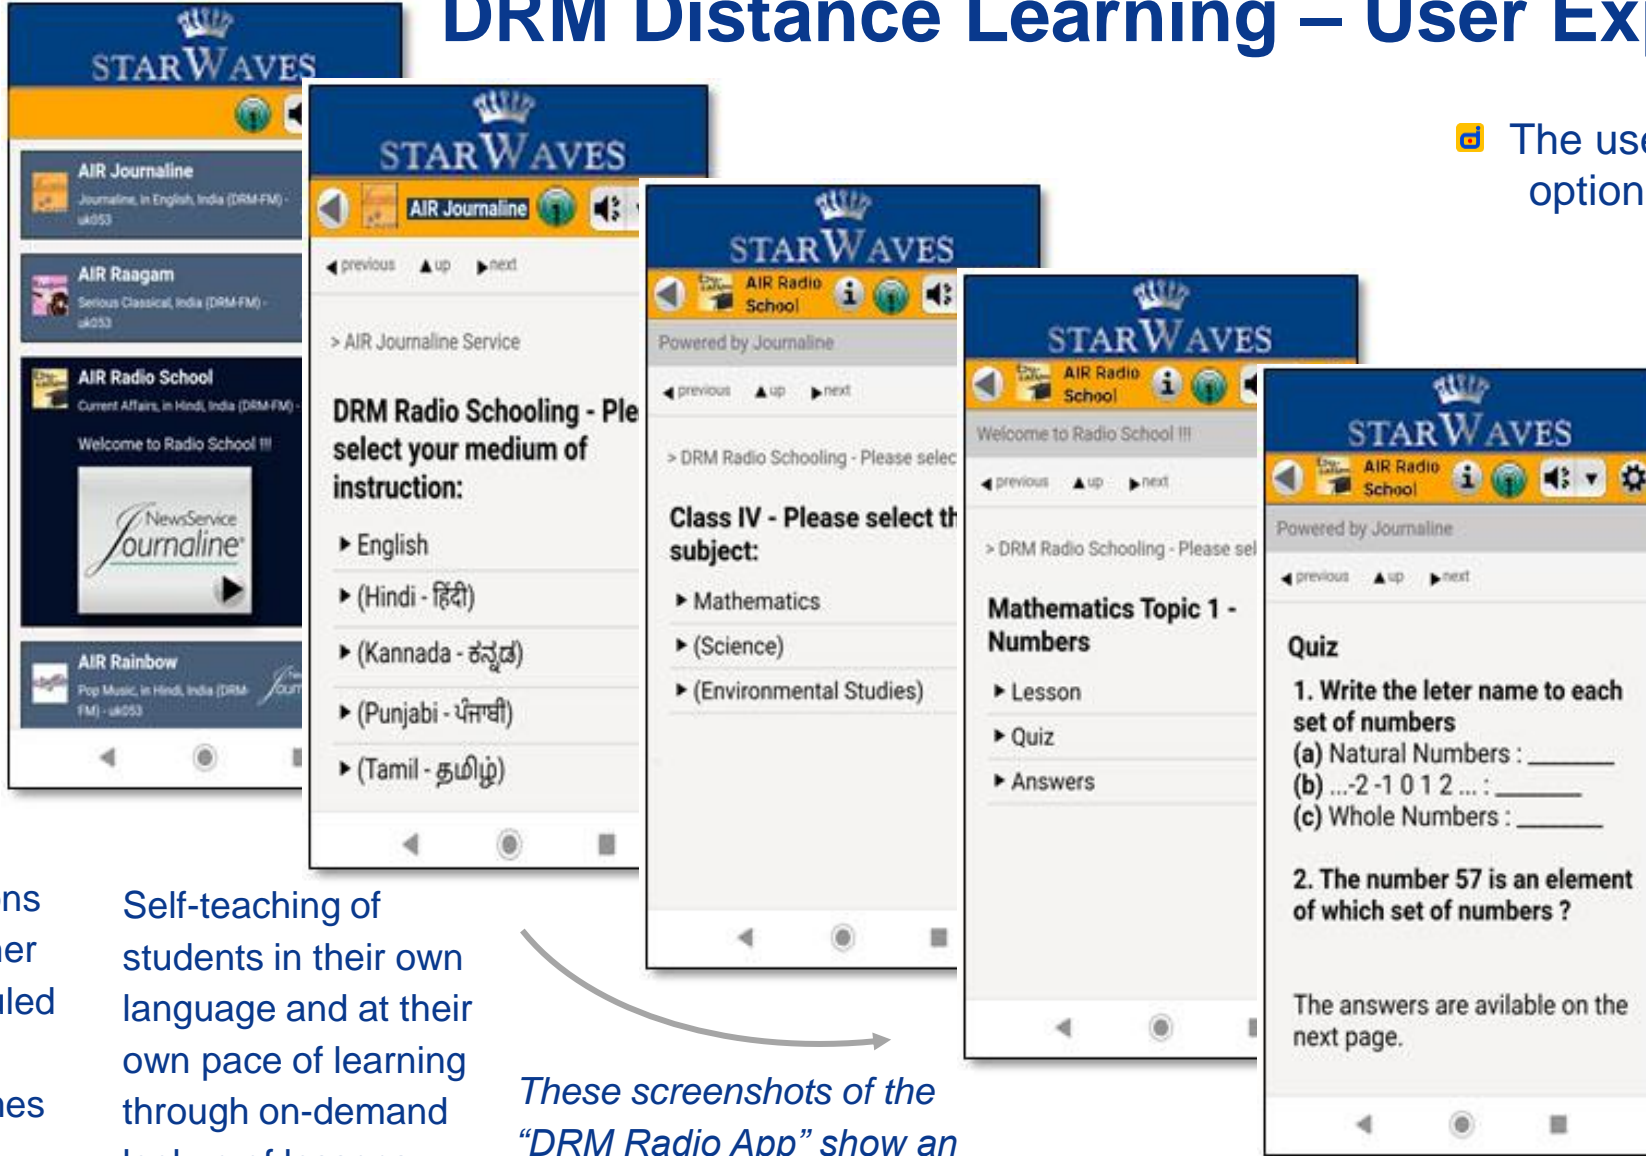 DRM Distance Learning – User Exp
The use
option
STARWAVES
AIR Journaline
Journaline, in English, India (DRM-FM) -
uk053
AIR Raagam
Serious Classical, India (DRM-FM) -
uk053
AIR Radio School
Current Affairs, in Hindi, India (DRM-FM) -
Welcome to Radio School !!!
NewsService
Journaline®
AIR Rainbow
Pop Music, in Hindi, India (DRM-
FM) - uk053
STARWAVES
AIR Journaline
previous up next
> AIR Journaline Service
DRM Radio Schooling - Ple
select your medium of
instruction:
English
(Hindi - हिंदी)
(Kannada - ಕನ್ನಡ)
(Punjabi - ਪੰਜਾਬੀ)
(Tamil - தமிழ்)
STARWAVES
AIR Radio
School
Powered by Journaline
previous up next
> DRM Radio Schooling - Please selec
Class IV - Please select th
subject:
Mathematics
(Science)
(Environmental Studies)
STARWAVES
AIR Radio
School
Welcome to Radio School !!!
previous up next
> DRM Radio Schooling - Please sel
Mathematics Topic 1 -
Numbers
Lesson
Quiz
Answers
STARWAVES
AIR Radio
School
Powered by Journaline
previous up next
Quiz
1. Write the leter name to each
set of numbers
(a) Natural Numbers : _______
(b) ...-2 -1 0 1 2 ... : _______
(c) Whole Numbers : _______
2. The number 57 is an element
of which set of numbers ?
The answers are avilable on the
next page.
ns
ner
uled
nes
Self-teaching of
students in their own
language and at their
own pace of learning
through on-demand
These screenshots of the
“DRM Radio App” show an